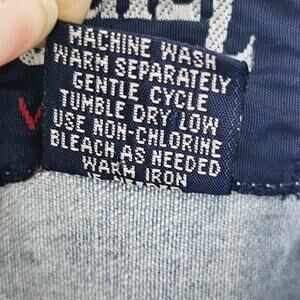 MACHINE WASH
WARM SEPARATELY
GENTLE CYCLE
TUMBLE DRY LOW
USE NON-CHLORINE
BLEACH AS NEEDED
WARM IRON